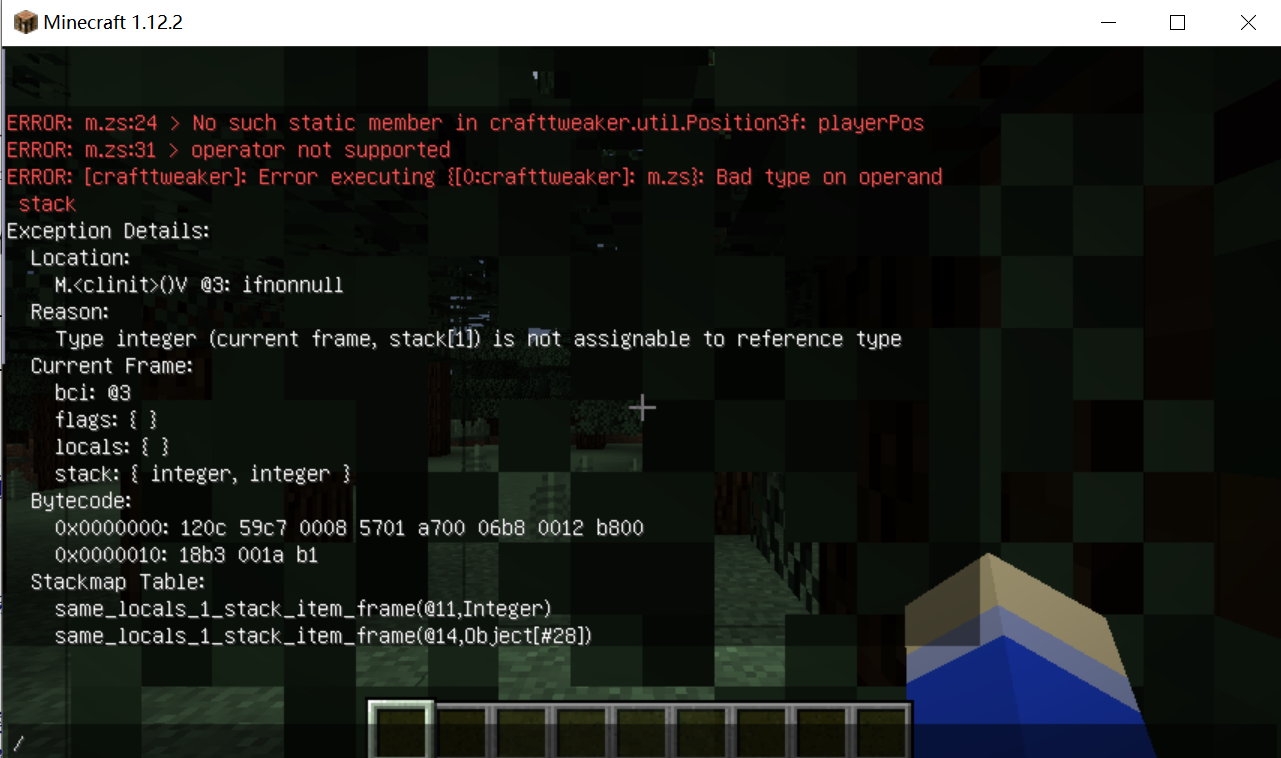 Minecraft 1.12.2
ERROR: m.zs:24 > No such static member in crafttweaker.util.Position3f: playerPos
ERROR: m.zs:31 > operator not supported
ERROR: [crafttweaker]: Error executing {[0:crafttweaker]: m.zs}: Bad type on operand
stack
Exception Details:
Location:
M.<clinit>()V @3: ifnonnull
Reason:
Type integer (current frame, stack[1]) is not assignable to reference type
Current Frame:
bci: @3
flags: { }
locals: { }
stack: { integer, integer }
Bytecode:
0x0000000: 120c 59c7 0008 5701 a700 06b8 0012 b800
0x0000010: 18b3 001a b1
Stackmap Table:
same_locals_1_stack_item_frame(@11,Integer)
same_locals_1_stack_item_frame(@14,Object[#28])
/